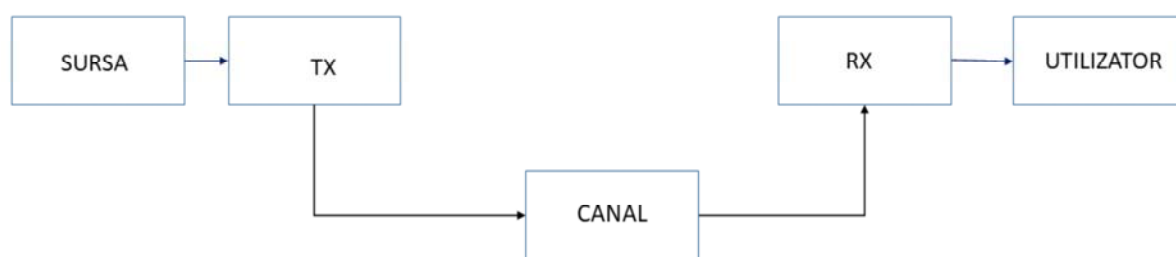 SURSA
TX
CANAL
RX
UTILIZATOR